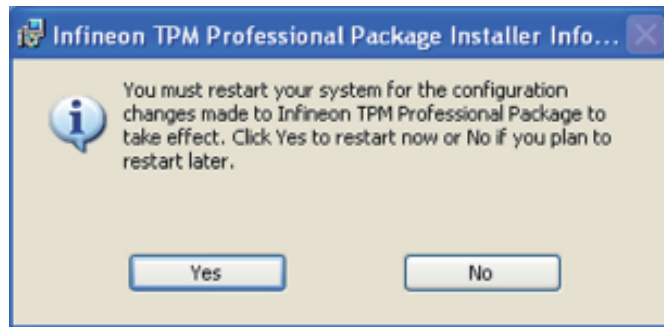 Infineon TPM Professional Package Installer Info...
You must restart your system for the configuration
changes made to Infineon TPM Professional Package to
take effect. Click Yes to restart now or No if you plan to
restart later.
Yes
No